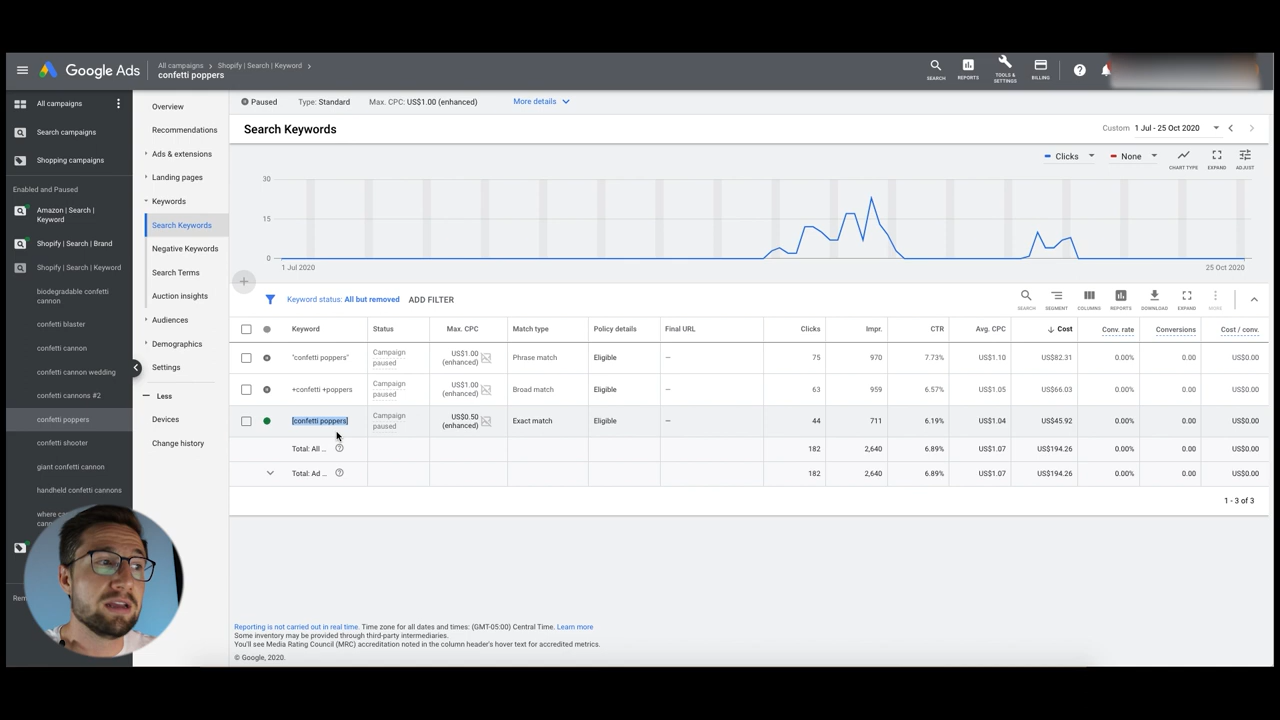 Google Ads
All campaigns > Shopify | Search | Keyword >
confetti poppers
SEARCH
REPORTS
TOOLS & SETTINGS
BILLING
All campaigns
Search campaigns
Shopping campaigns
Enabled and Paused
Amazon | Search |
Keyword
Shopify | Search | Brand
Shopify | Search | Keyword
biodegradable confetti
cannon
confetti blaster
confetti cannon
confetti cannon wedding
confetti cannons #2
confetti poppers
confetti shooter
giant confetti cannon
handheld confetti cannons
Overview
Recommendations
Ads & extensions
Landing pages
Keywords
Search Keywords
Negative Keywords
Search Terms
Auction insights
Audiences
Demographics
Settings
Less
Devices
Change history
Paused Type: Standard Max. CPC: US$1.00 (enhanced) More details
Search Keywords
Custom 1 Jul - 25 Oct 2020
Clicks None
CHART TYPE EXPAND ADJUST
30
15
0
1 Jul 2020 25 Oct 2020
Keyword status: All but removed ADD FILTER
SEARCH SEGMENT COLUMNS REPORTS DOWNLOAD EXPAND MORE
Keyword Status Max. CPC Match type Policy details Final URL Clicks Impr. CTR Avg. CPC Cost Conv. rate Conversions Cost / conv.
"confetti poppers" Campaign paused US$1.00 (enhanced) Phrase match Eligible — 75 970 7.73% US$1.10 US$82.31 0.00% 0.00 US$0.00
+confetti +poppers Campaign paused US$1.00 (enhanced) Broad match Eligible — 63 959 6.57% US$1.05 US$66.03 0.00% 0.00 US$0.00
[confetti poppers] Campaign paused US$0.50 (enhanced) Exact match Eligible — 44 711 6.19% US$1.04 US$45.92 0.00% 0.00 US$0.00
Total: All ... 182 2,640 6.89% US$1.07 US$194.26 0.00% 0.00 US$0.00
Total: Ad ... 182 2,640 6.89% US$1.07 US$194.26 0.00% 0.00 US$0.00
1 - 3 of 3
Reporting is not carried out in real time. Time zone for all dates and times: (GMT-05:00) Central Time. Learn more
Some inventory may be provided through third-party intermediaries.
You'll see Media Rating Council (MRC) accreditation noted in the column header's hover text for accredited metrics.
© Google, 2020.